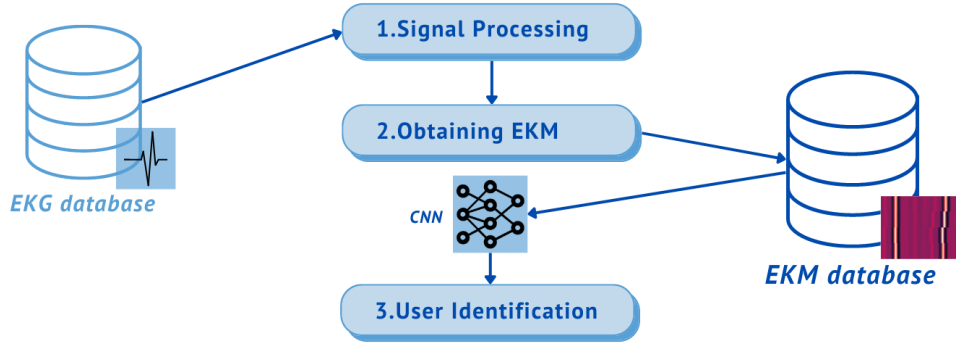 1.Signal Processing
2.Obtaining EKM
EKG database
CNN
EKM database
3.User Identification